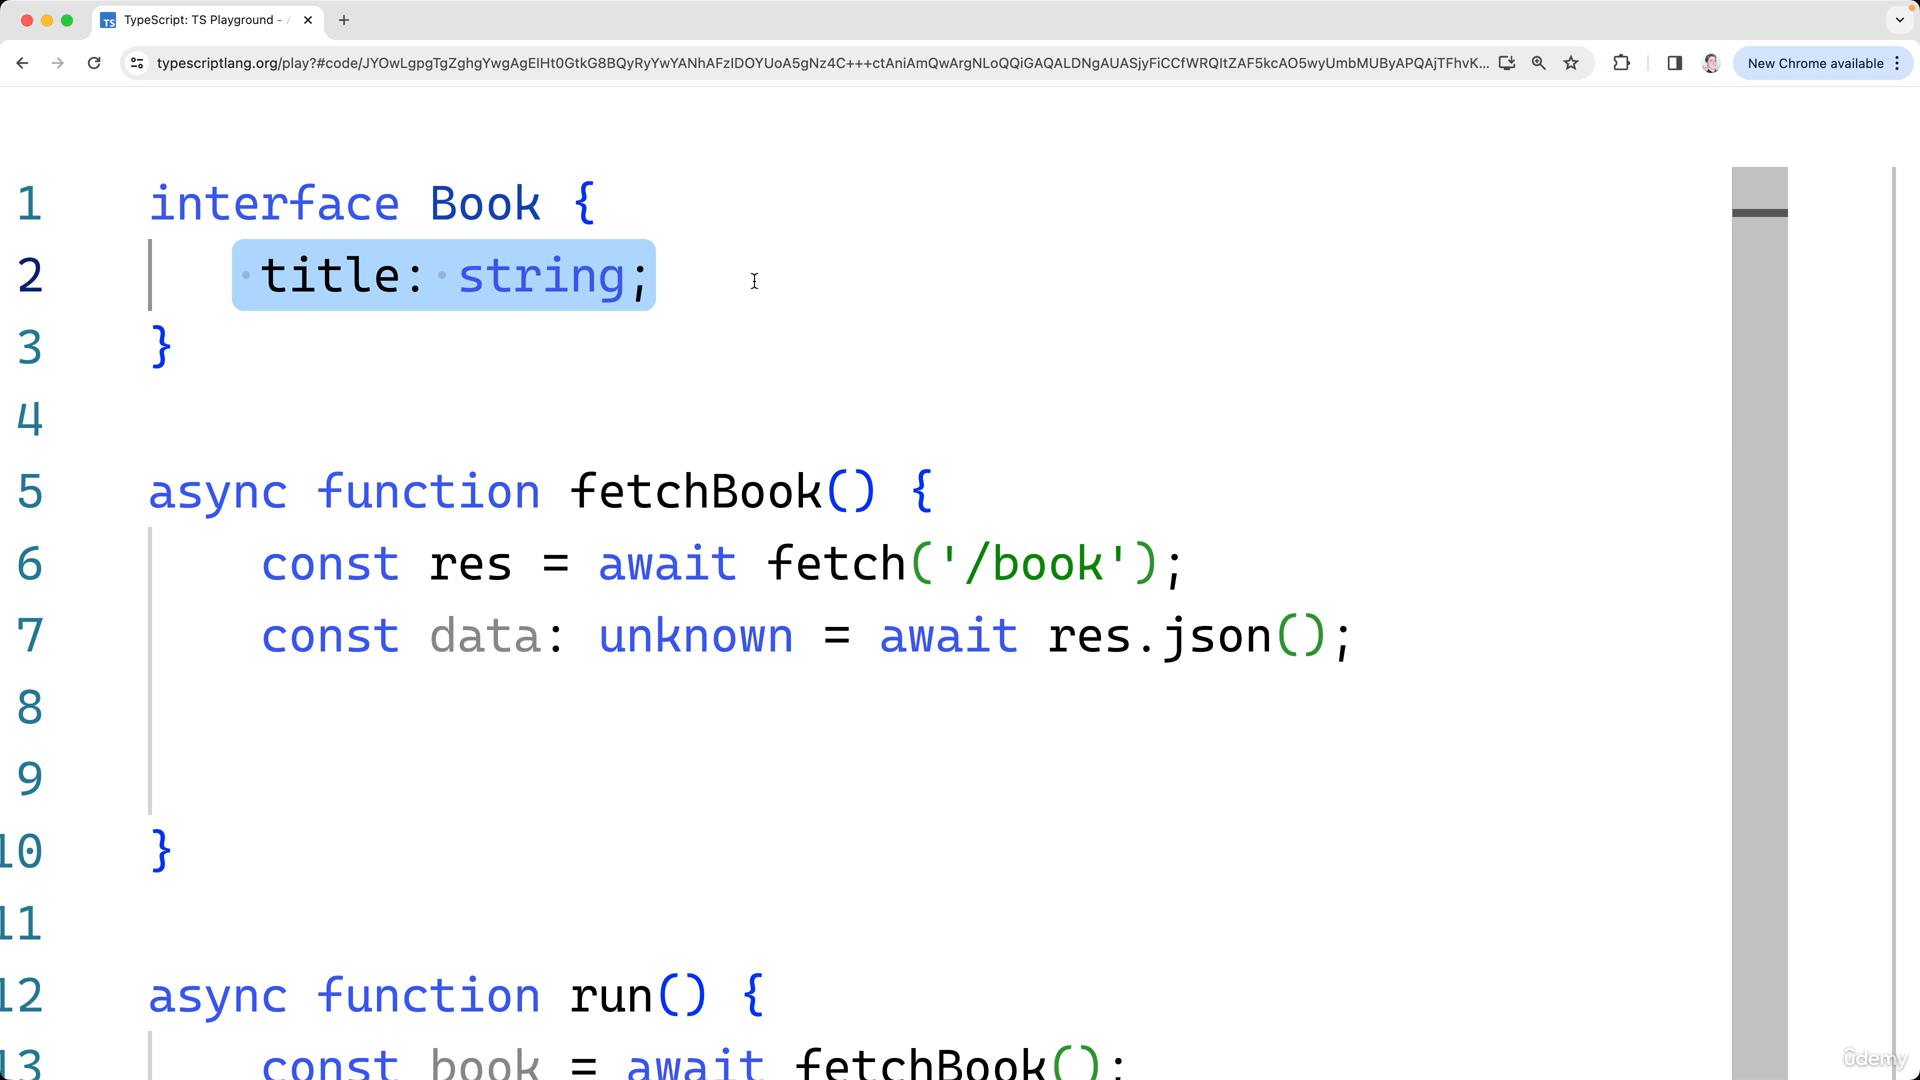 TypeScript: TS Playground -
typescriptlang.org/play?#code/JYOwLgpgTgZghgYwgAgElHt0GtkG8BQyRyYwYANhAFzIDOYUoA5gNz4C+++ctAniAmQwArgNLoQQiGAQALDNgAUASjyFiCCfWRQItZAF5kcAO5wyUmbMUByAPQAjTFhvK...
New Chrome available
1 interface Book {
2 title: string;
3 }
4
5 async function fetchBook() {
6 const res = await fetch('/book');
7 const data: unknown = await res.json();
8
9
10 }
11
12 async function run() {
13 const book = await fetchBook();
ûdemy